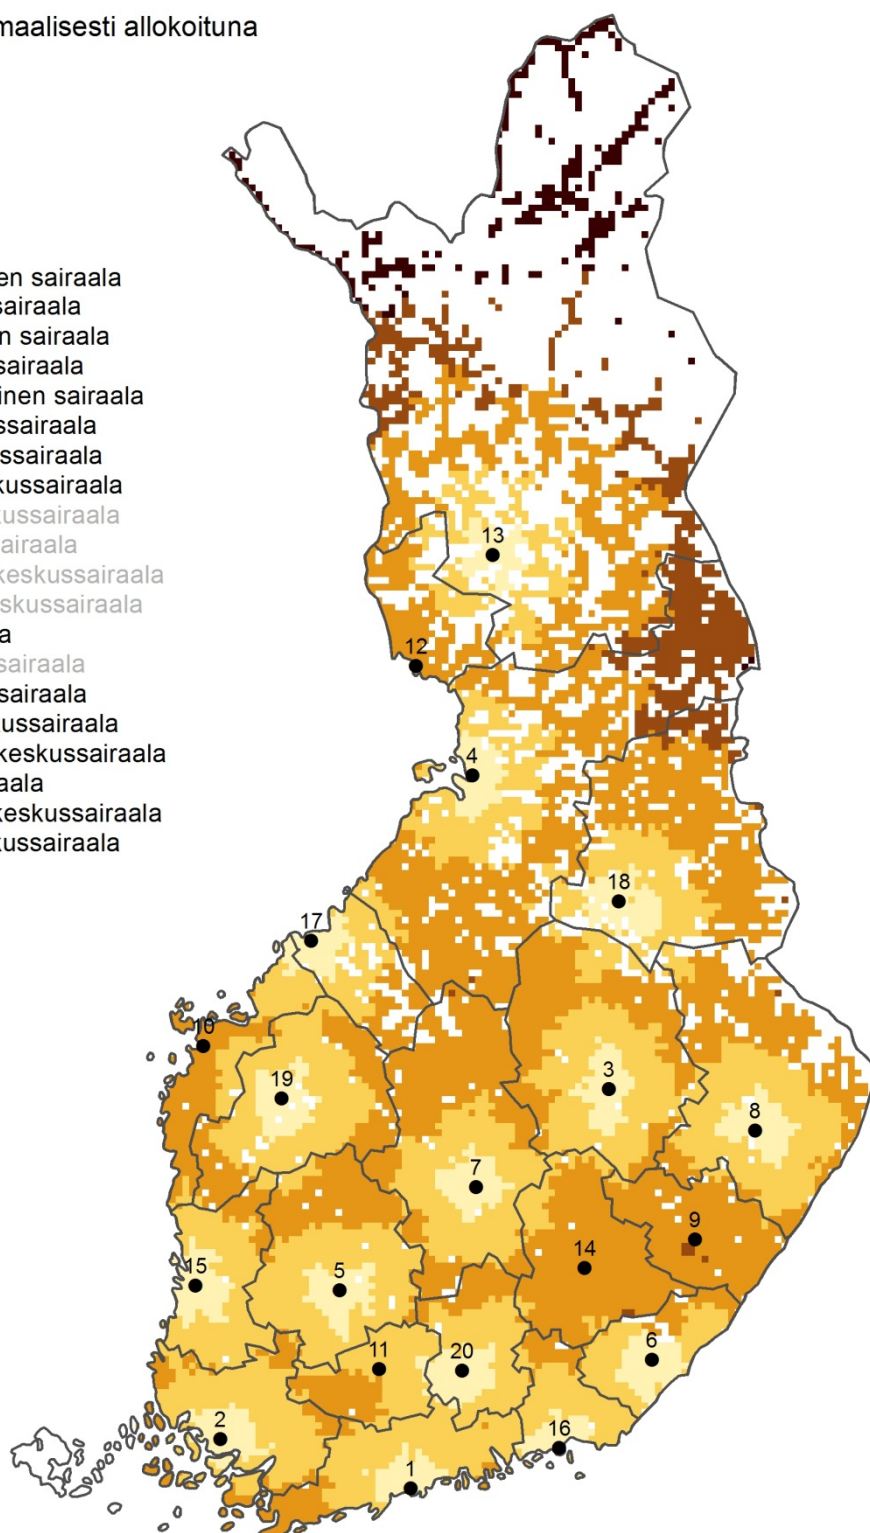 maalisesti allokoituna
en sairaala
sairaala
n sairaala
sairaala
inen sairaala
ssairaala
ssairaala
kussairaala
kussairaala
airaala
keskussairaala
skussairaala
a
sairaala
sairaala
kussairaala
keskussairaala
aala
keskussairaala
kussairaala
13
12
4
18
17
10
3
19
8
7
9
14
15
5
6
11
20
2
16
1